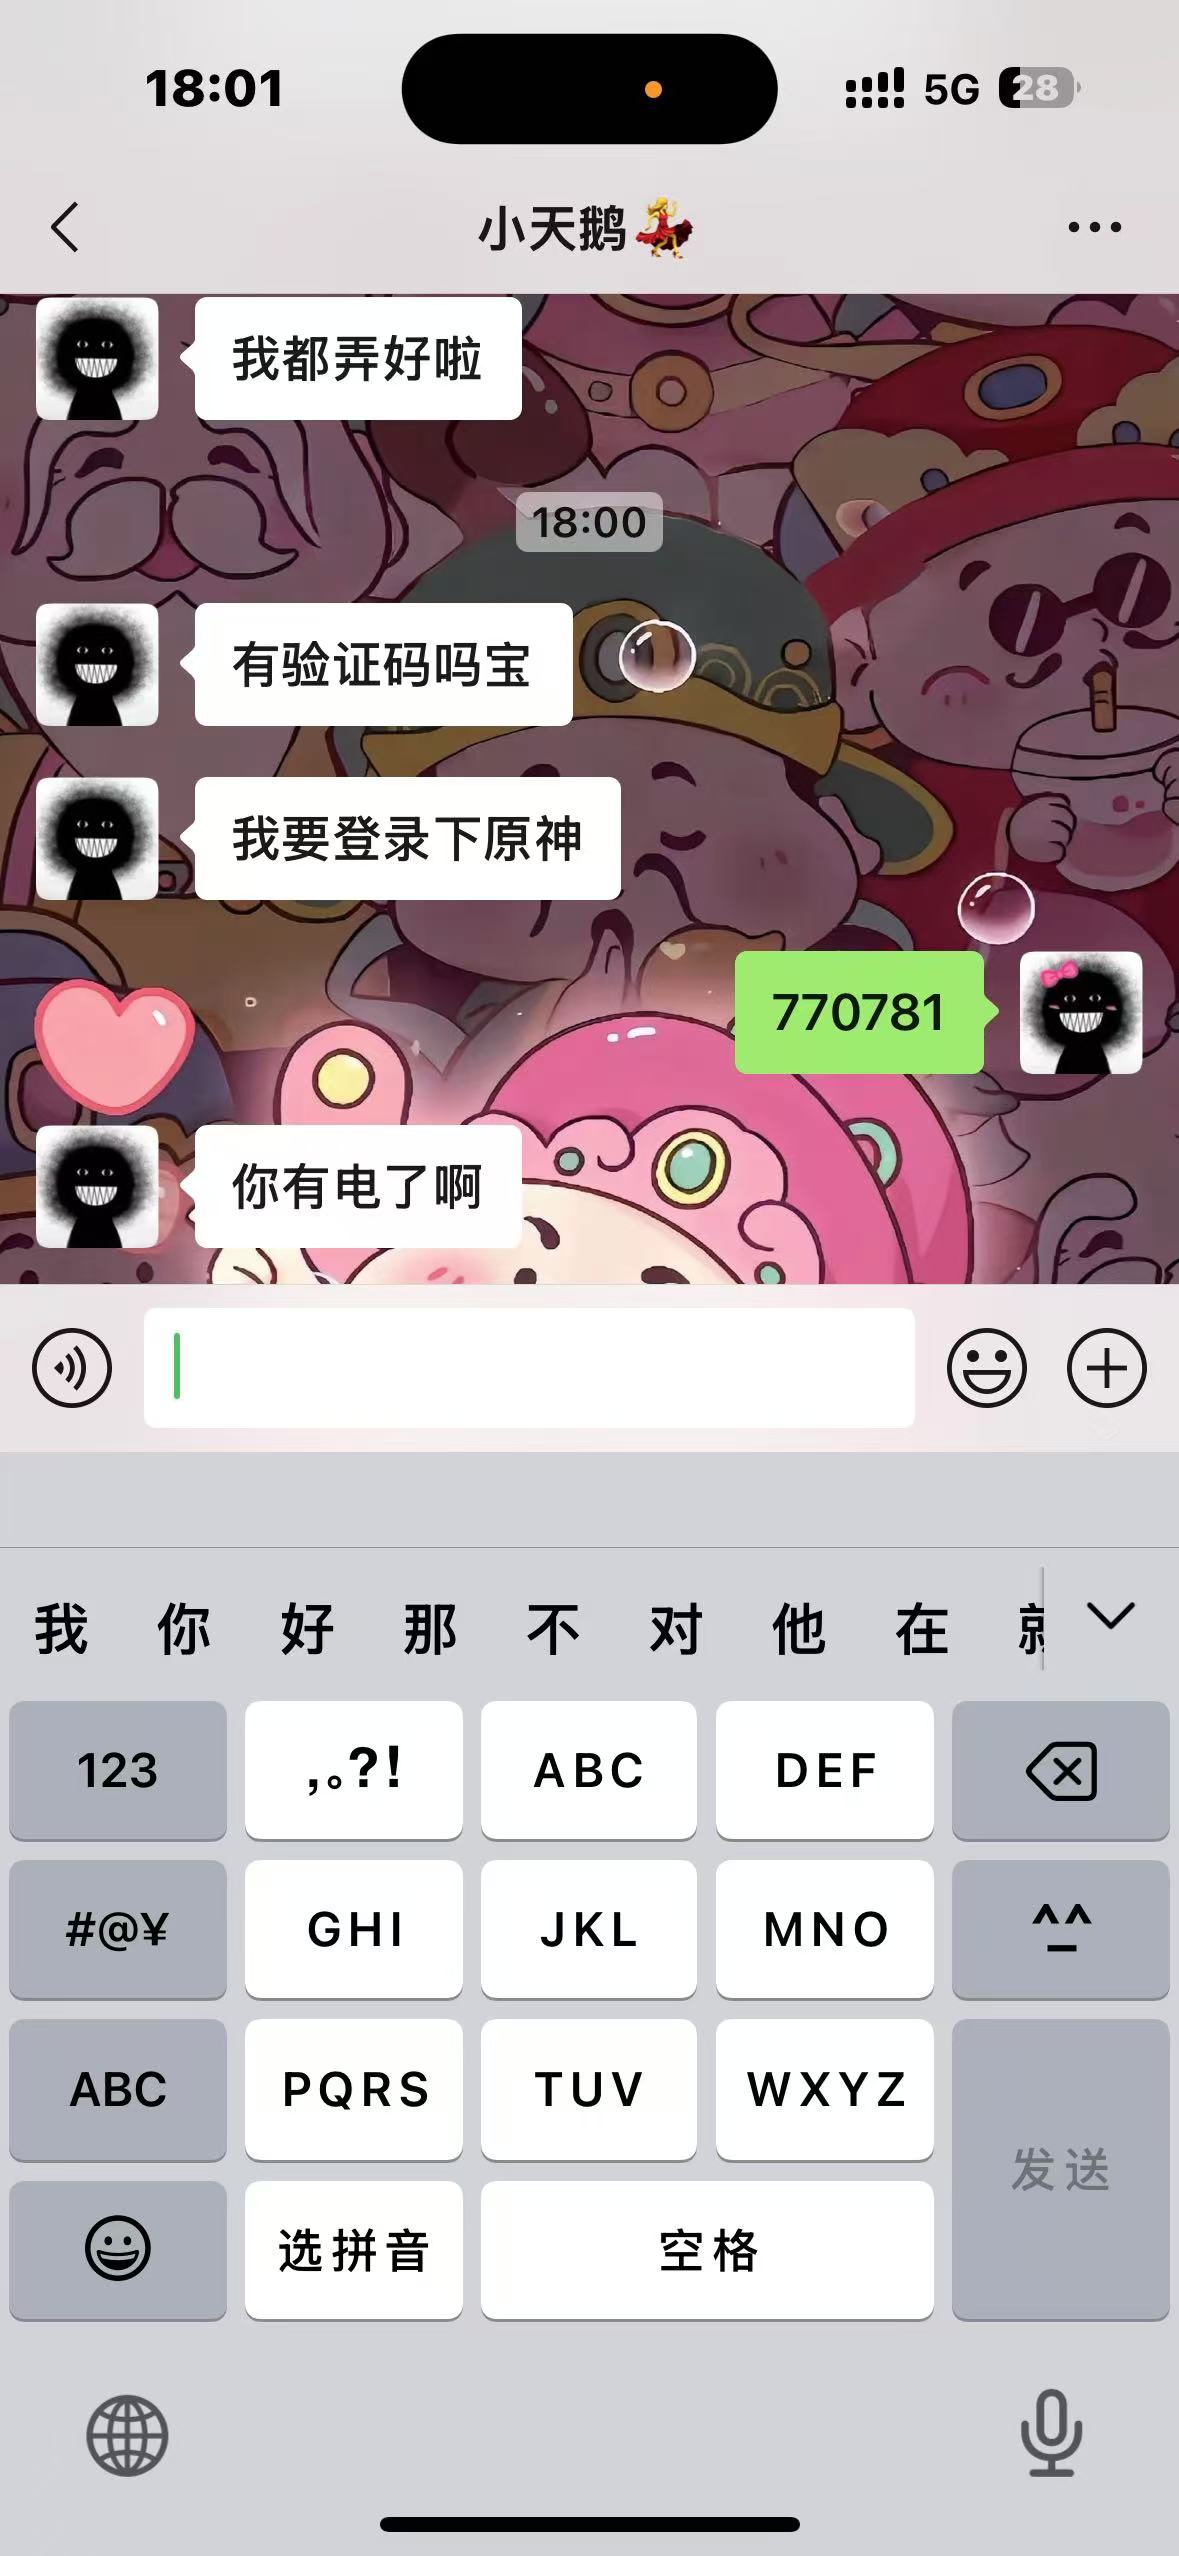 18:01
5G
28
小天鹅💃
我都弄好啦
18:00
有验证码吗宝
我要登录下原神
770781
你有电了啊
我 你 好 那 不 对 他 在
123 ,。?! ABC DEF
#@¥ GHI JKL MNO ^^
ABC PQRS TUV WXYZ
发送
选拼音 空格